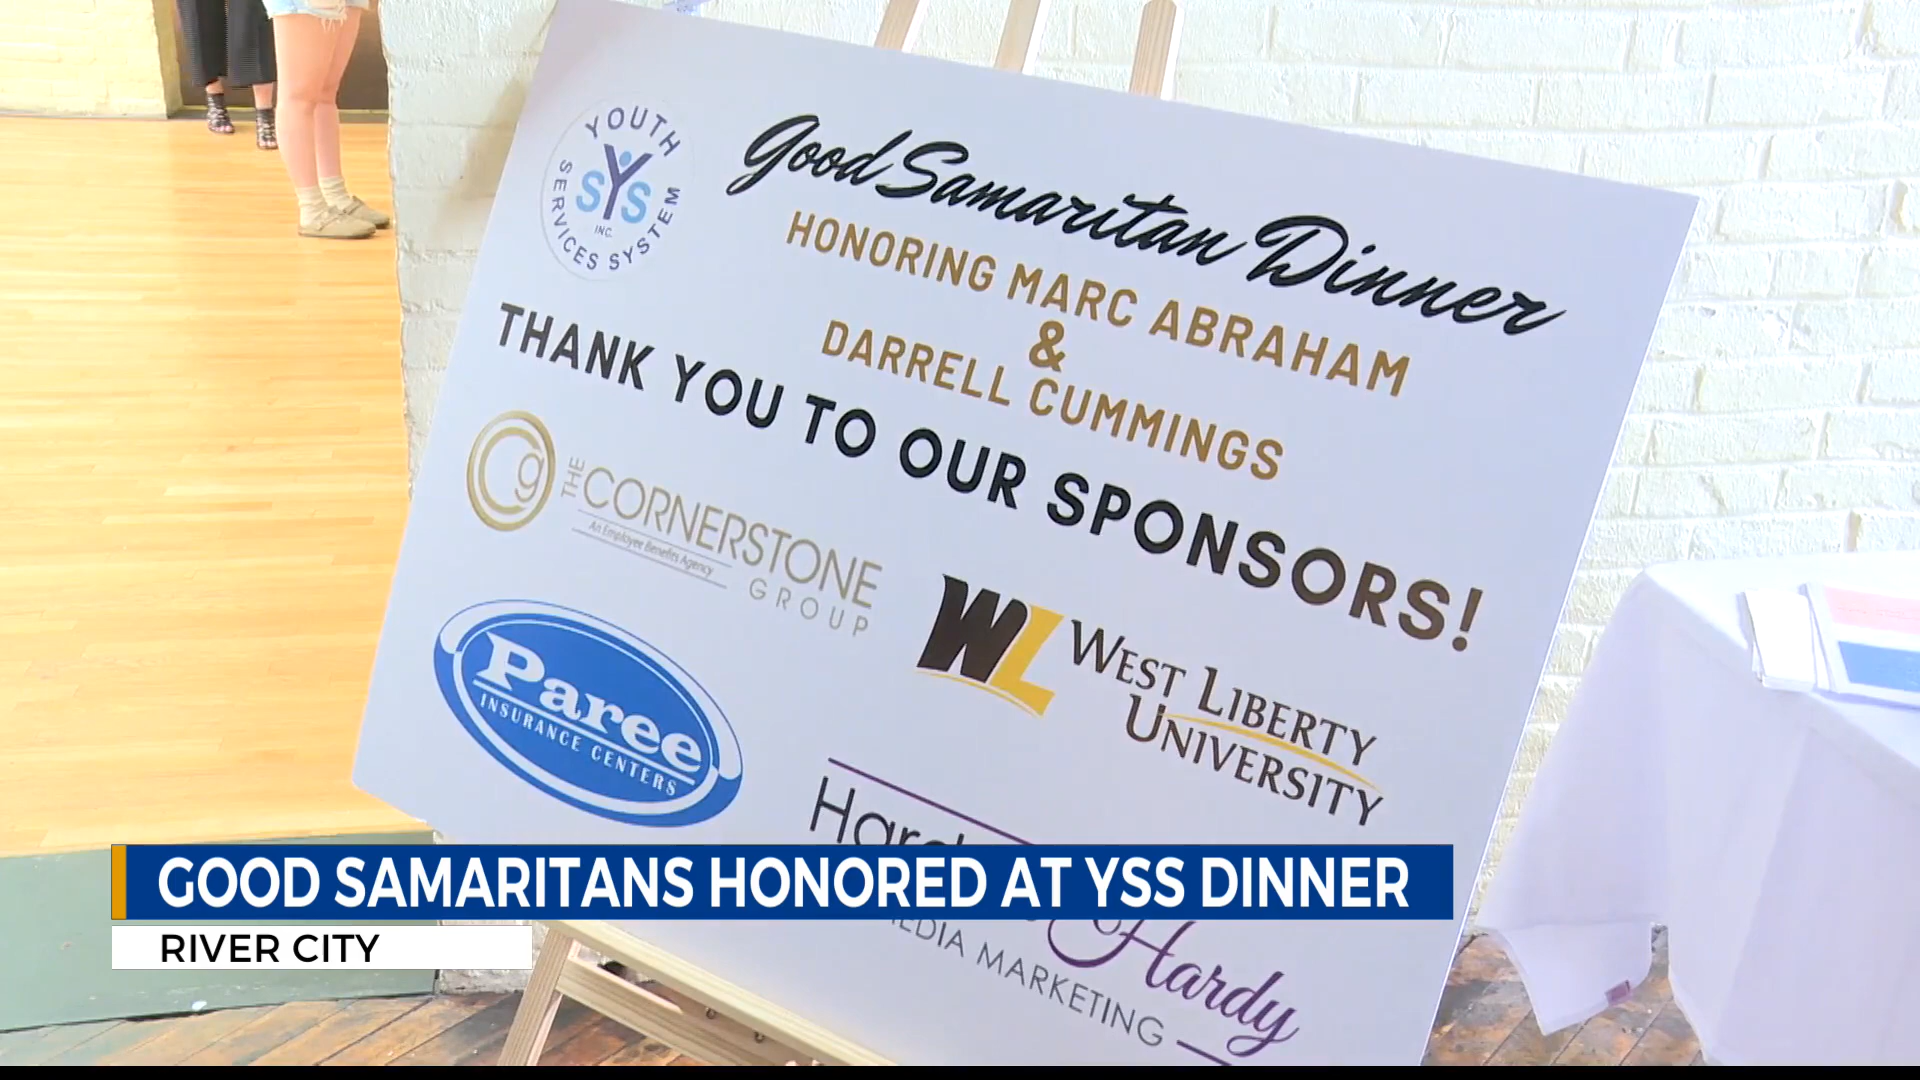 YOUTH
SYS
INC.
SERVICES SYSTEM
Good Samaritan Dinner
HONORING MARC ABRAHAM
&
DARRELL CUMMINGS
THANK YOU TO OUR SPONSORS!
Cg
THE CORNERSTONE
An Employee Benefits Agency
GROUP
Paree
INSURANCE CENTERS
WL
WEST LIBERTY
UNIVERSITY
GOOD SAMARITANS HONORED AT YSS DINNER
RIVER CITY
Hardy
MARKETING